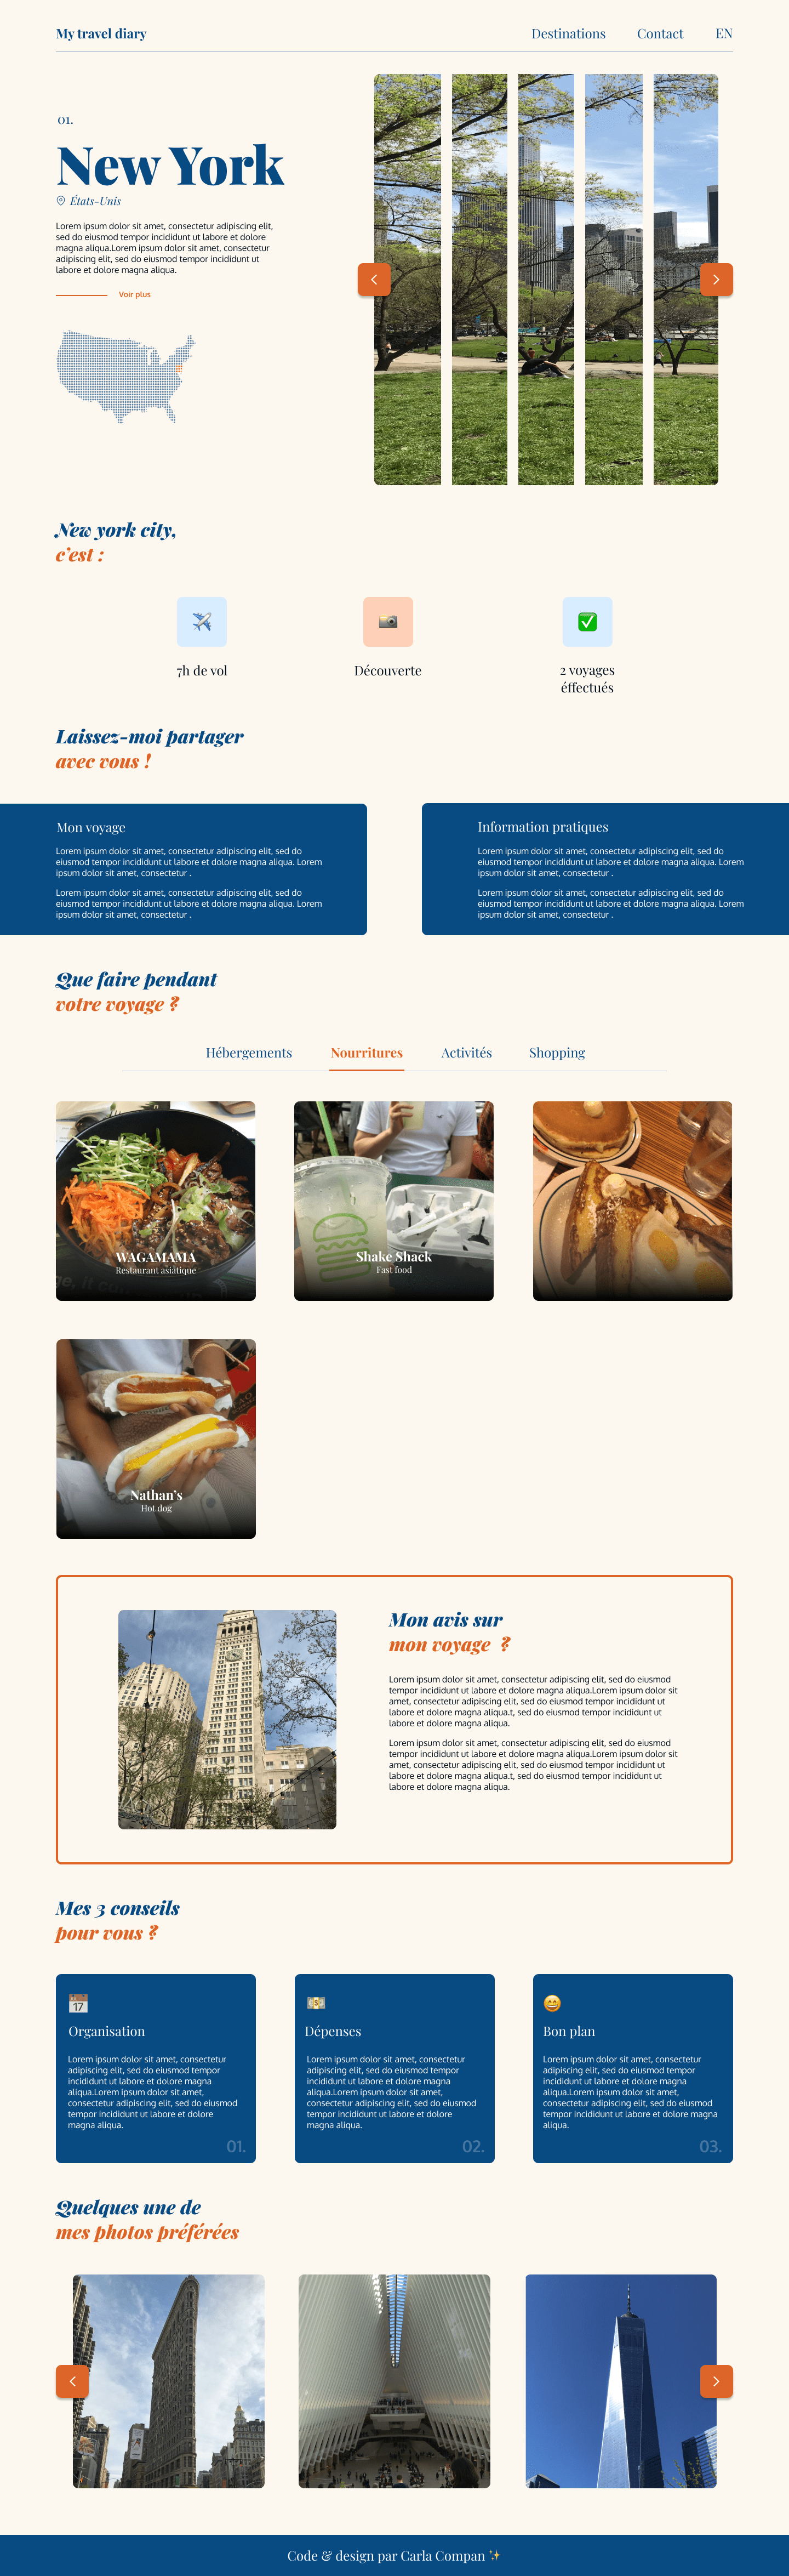 My travel diary
Destinations
Contact
EN
01.
New York
États-Unis
Lorem ipsum dolor sit amet, consectetur adipiscing elit,
sed do eiusmod tempor incididunt ut labore et dolore
magna aliqua.Lorem ipsum dolor sit amet, consectetur
adipiscing elit, sed do eiusmod tempor incididunt ut
labore et dolore magna aliqua.
Voir plus
New york city,
c'est :
7h de vol
Découverte
2 voyages
éffectués
Laissez-moi partager
avec vous !
Mon voyage
Lorem ipsum dolor sit amet, consectetur adipiscing elit, sed do
eiusmod tempor incididunt ut labore et dolore magna aliqua. Lorem
ipsum dolor sit amet, consectetur .
Lorem ipsum dolor sit amet, consectetur adipiscing elit, sed do
eiusmod tempor incididunt ut labore et dolore magna aliqua. Lorem
ipsum dolor sit amet, consectetur .
Information pratiques
Lorem ipsum dolor sit amet, consectetur adipiscing elit, sed do
eiusmod tempor incididunt ut labore et dolore magna aliqua. Lorem
ipsum dolor sit amet, consectetur .
Lorem ipsum dolor sit amet, consectetur adipiscing elit, sed do
eiusmod tempor incididunt ut labore et dolore magna aliqua. Lorem
ipsum dolor sit amet, consectetur .
Que faire pendant
votre voyage ?
Hébergements
Nourritures
Activités
Shopping
WAGAMAMA
Restaurant asiatique
Shake Shack
Fast food
Nathan's
Hot dog
Mon avis sur
mon voyage ?
Lorem ipsum dolor sit amet, consectetur adipiscing elit, sed do eiusmod
tempor incididunt ut labore et dolore magna aliqua.Lorem ipsum dolor sit
amet, consectetur adipiscing elit, sed do eiusmod tempor incididunt ut
labore et dolore magna aliqua.t, sed do eiusmod tempor incididunt ut
labore et dolore magna aliqua.
Lorem ipsum dolor sit amet, consectetur adipiscing elit, sed do eiusmod
tempor incididunt ut labore et dolore magna aliqua.Lorem ipsum dolor sit
amet, consectetur adipiscing elit, sed do eiusmod tempor incididunt ut
labore et dolore magna aliqua.t, sed do eiusmod tempor incididunt ut
labore et dolore magna aliqua.
Mes 3 conseils
pour vous ?
17
Organisation
Lorem ipsum dolor sit amet, consectetur
adipiscing elit, sed do eiusmod tempor
incididunt ut labore et dolore magna
aliqua.Lorem ipsum dolor sit amet,
consectetur adipiscing elit, sed do eiusmod
tempor incididunt ut labore et dolore
magna aliqua.
01.
Dépenses
Lorem ipsum dolor sit amet, consectetur
adipiscing elit, sed do eiusmod tempor
incididunt ut labore et dolore magna
aliqua.Lorem ipsum dolor sit amet,
consectetur adipiscing elit, sed do eiusmod
tempor incididunt ut labore et dolore
magna aliqua.
02.
Bon plan
Lorem ipsum dolor sit amet, consectetur
adipiscing elit, sed do eiusmod tempor
incididunt ut labore et dolore magna
aliqua.Lorem ipsum dolor sit amet,
consectetur adipiscing elit, sed do eiusmod
tempor incididunt ut labore et dolore magna
aliqua.
03.
Quelques une de
mes photos préférées
Code & design par Carla Compan ✨